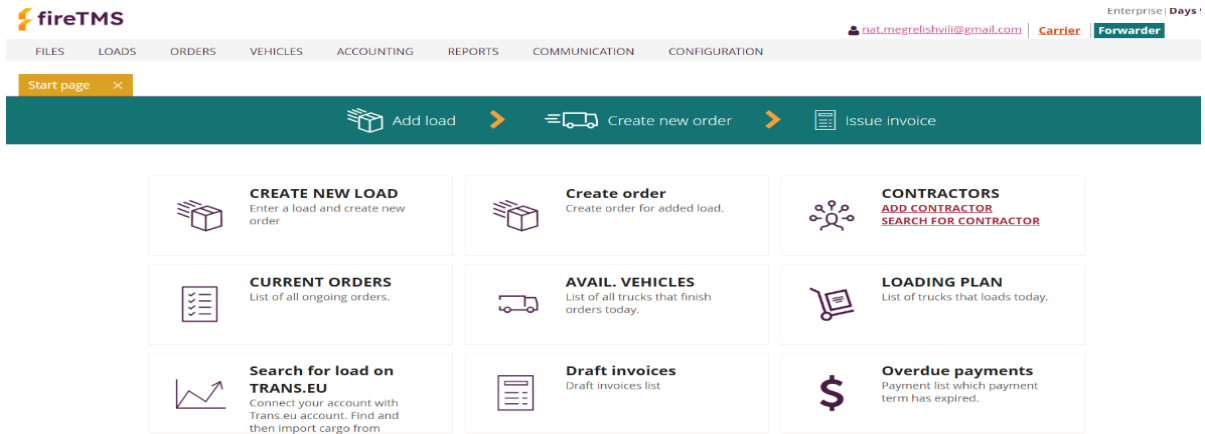 fireTMS
Enterprise| Days
nat.megrelishvili@gmail.com Carrier Forwarder
FILES LOADS ORDERS VEHICLES ACCOUNTING REPORTS COMMUNICATION CONFIGURATION
Start page ×
Add load Create new order Issue invoice
CREATE NEW LOAD
Enter a load and create new
order
Create order
Create order for added load.
CONTRACTORS
ADD CONTRACTOR
SEARCH FOR CONTRACTOR
CURRENT ORDERS
List of all ongoing orders.
AVAIL. VEHICLES
List of all trucks that finish
orders today.
LOADING PLAN
List of trucks that loads today.
Search for load on
TRANS.EU
Connect your account with
Trans.eu account. Find and
then import cargo from
Draft invoices
Draft invoices list
Overdue payments
Payment list which payment
term has expired.